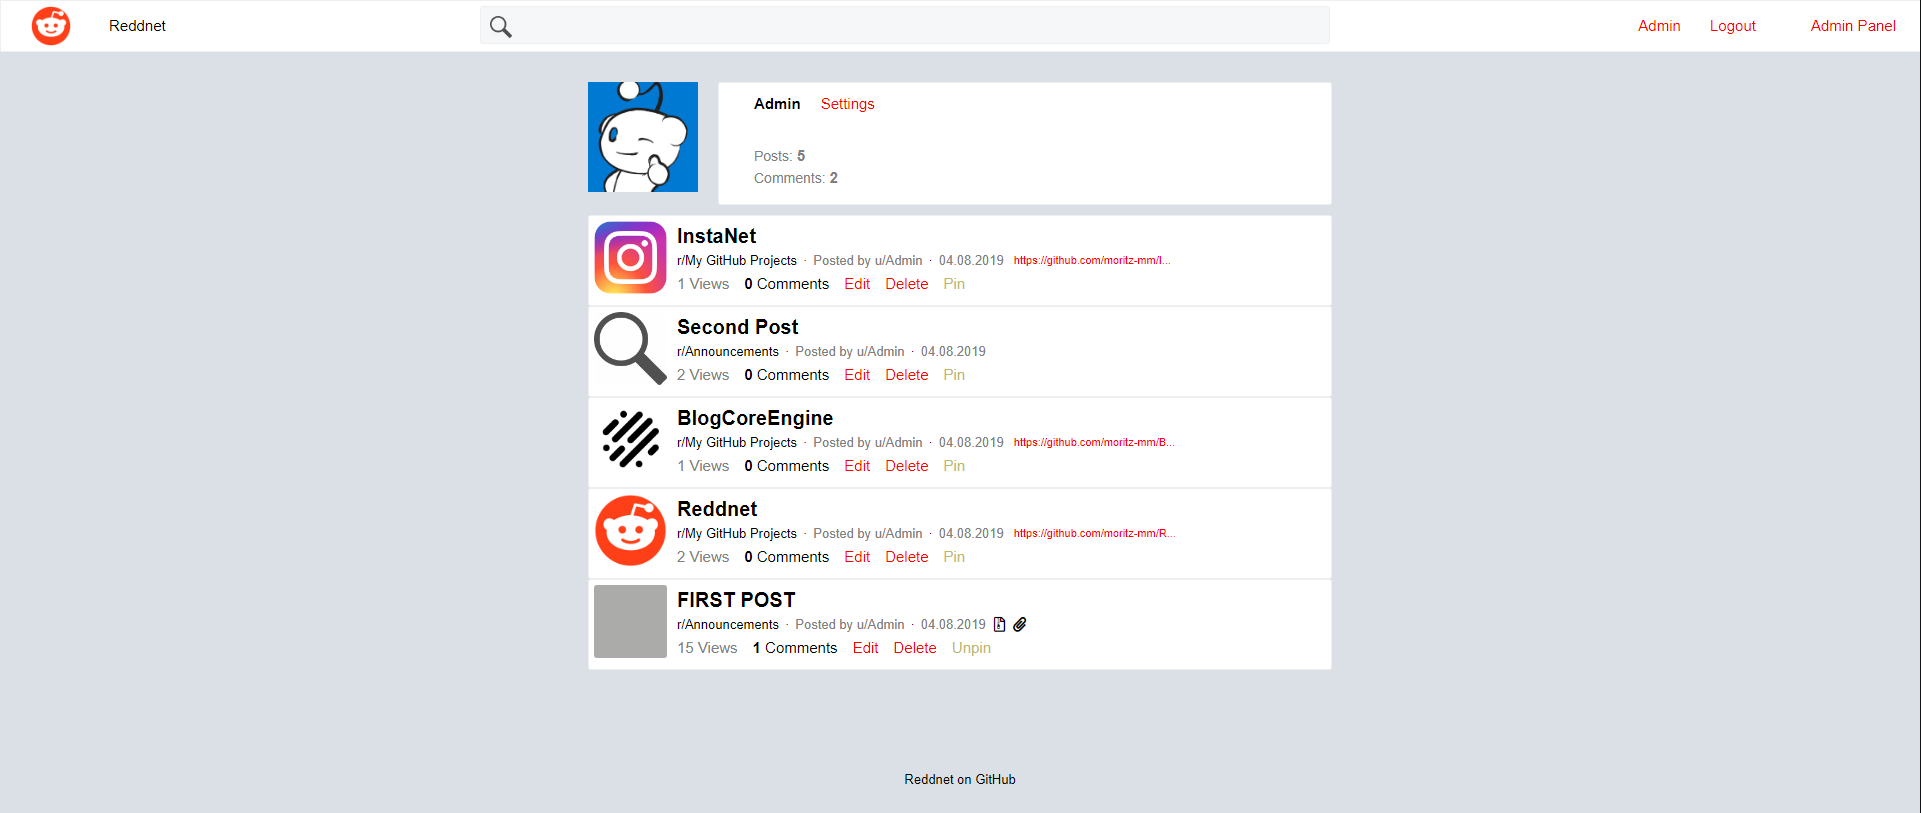 Reddnet Admin Logout Admin Panel
Admin Settings
Posts: 5
Comments: 2
InstaNet
r/My GitHub Projects · Posted by u/Admin · 04.08.2019 https://github.com/moritz-mm/I...
1 Views 0 Comments Edit Delete Pin
Second Post
r/Announcements · Posted by u/Admin · 04.08.2019
2 Views 0 Comments Edit Delete Pin
BlogCoreEngine
r/My GitHub Projects · Posted by u/Admin · 04.08.2019 https://github.com/moritz-mm/B...
1 Views 0 Comments Edit Delete Pin
Reddnet
r/My GitHub Projects · Posted by u/Admin · 04.08.2019 https://github.com/moritz-mm/R...
2 Views 0 Comments Edit Delete Pin
FIRST POST
r/Announcements · Posted by u/Admin · 04.08.2019
15 Views 1 Comments Edit Delete Unpin
Reddnet on GitHub